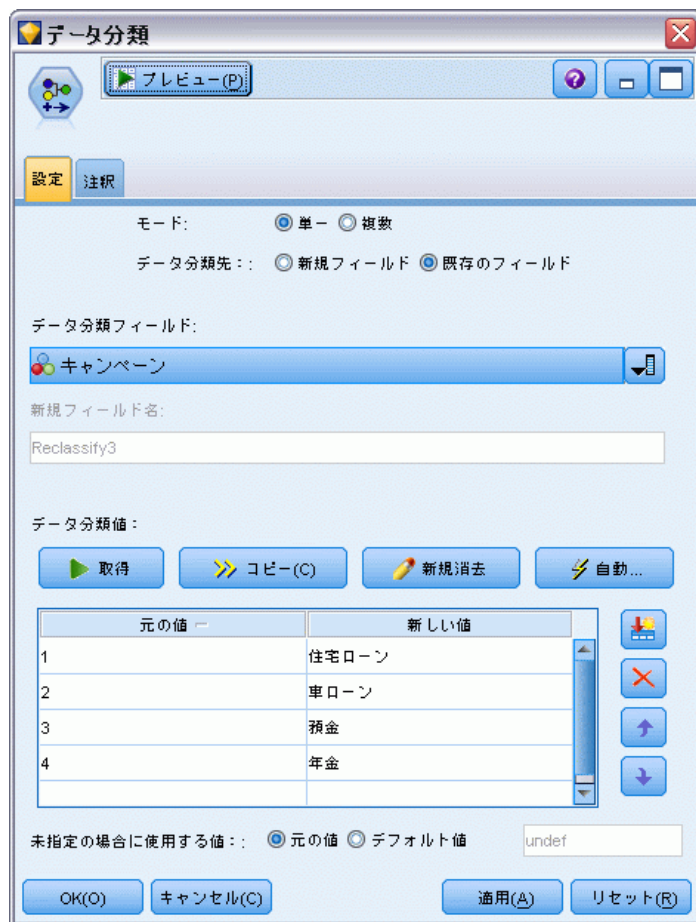 データ分類
プレビュー(P)
設定 注釈
モード: 単一 複数
データ分類先:: 新規フィールド 既存のフィールド
データ分類フィールド:
キャンペーン
新規フィールド名:
Reclassify3
データ分類値:
取得 コピー(C) 新規消去 自動...
元の値 新しい値
1 住宅ローン
2 車ローン
3 預金
4 年金
未指定の場合に使用する値:: 元の値 デフォルト値 undef
OK(O) キャンセル(C) 適用(A) リセット(R)